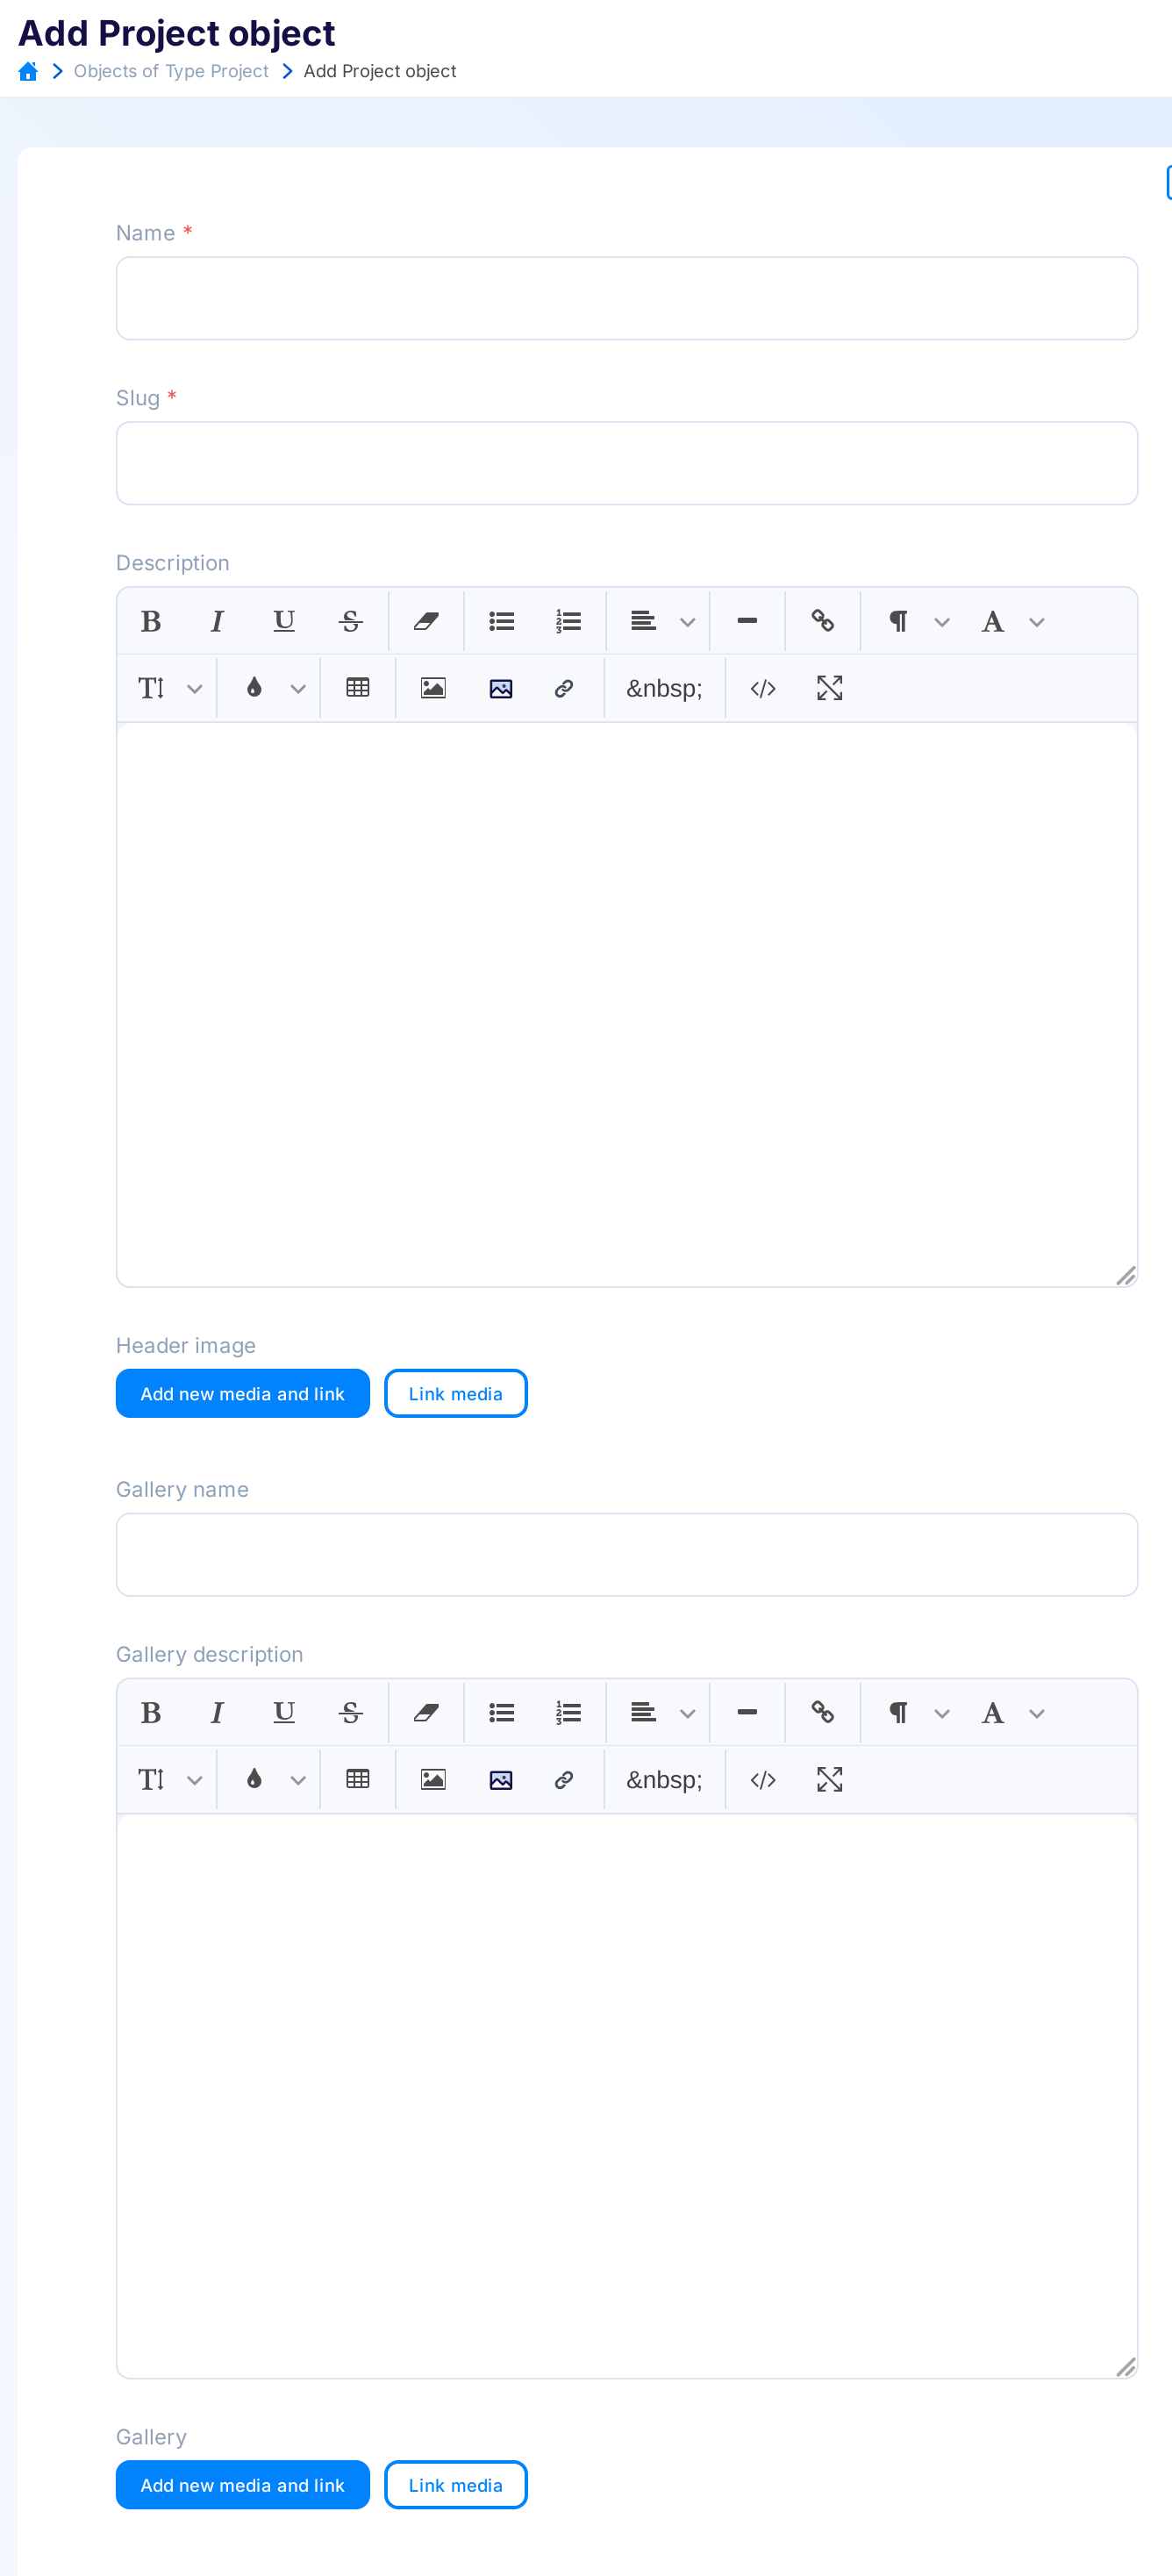 Add Project object
Objects of Type Project Add Project object
Name *
Slug *
Description
&nbsp;
Header image
Add new media and link Link media
Gallery name
Gallery description
&nbsp;
Gallery
Add new media and link Link media